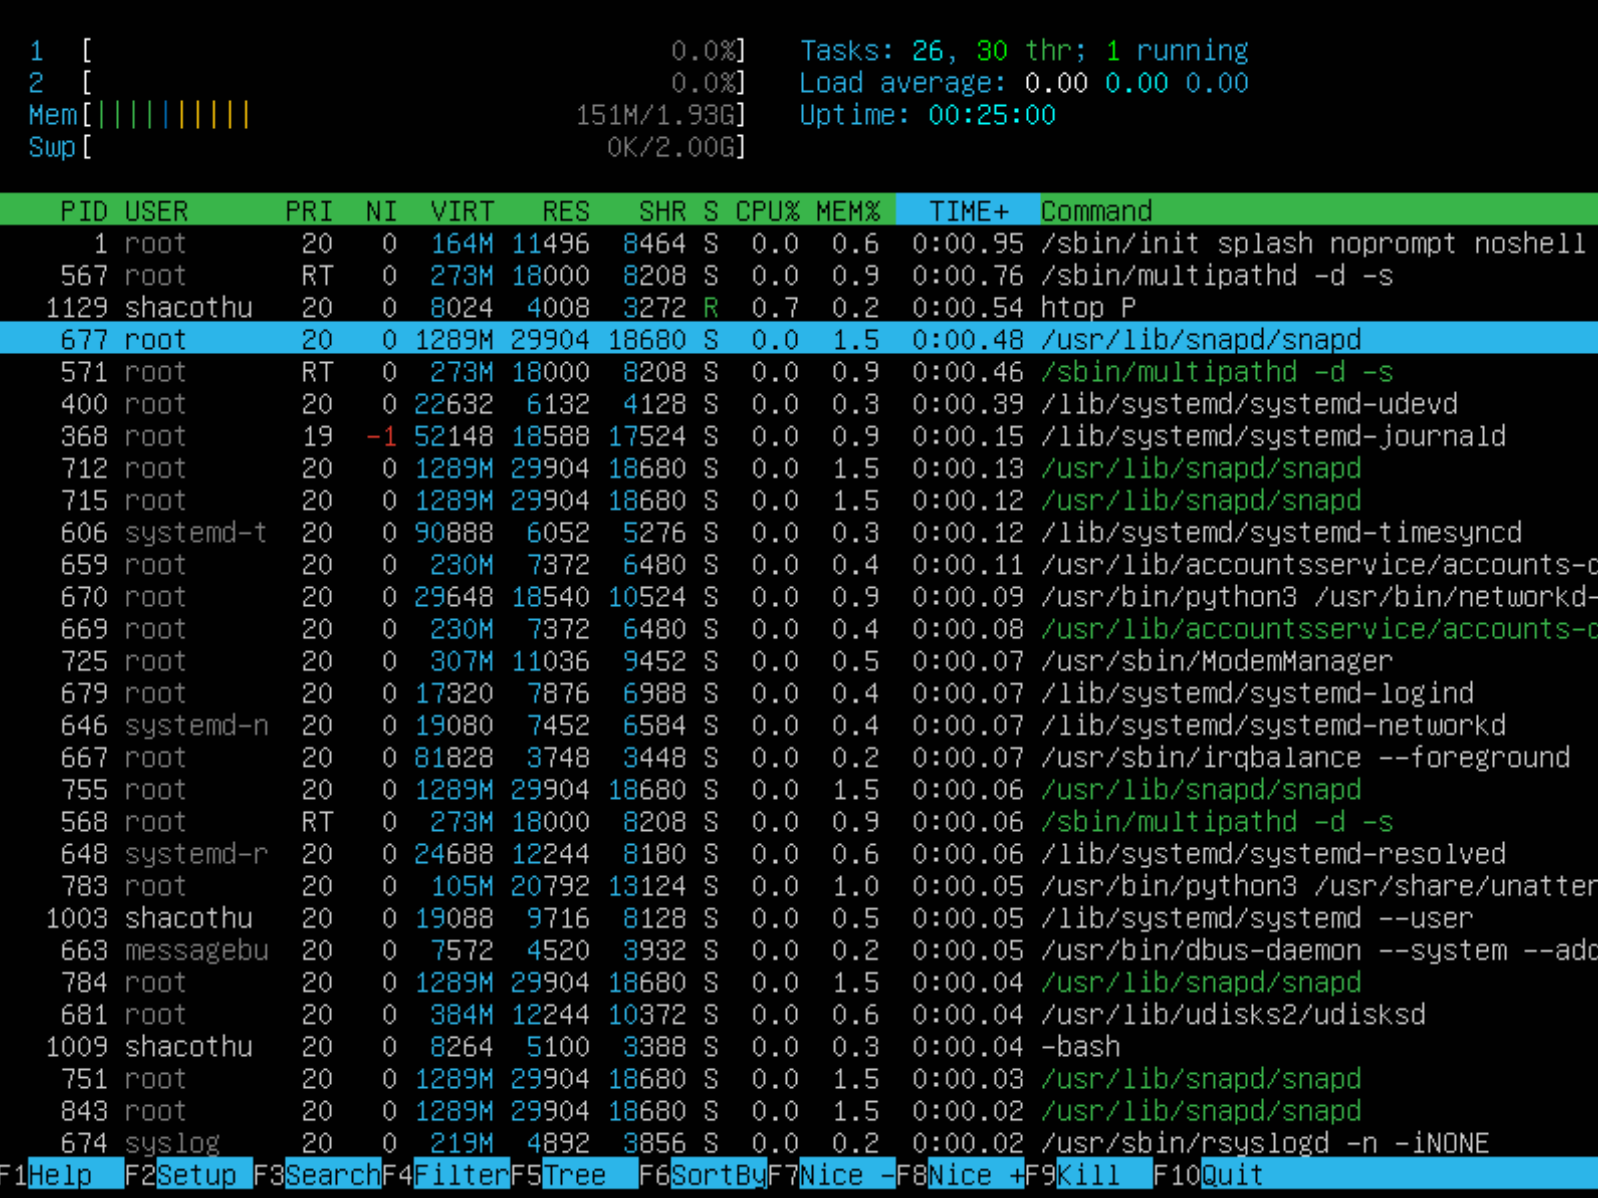 1 [ 0.0%] Tasks: 26, 30 thr; 1 running
2 [ 0.0%] Load average: 0.00 0.00 0.00
Mem[|||||||||| 151M/1.93G] Uptime: 00:25:00
Swp[ 0K/2.00G]
PID USER PRI NI VIRT RES SHR S CPU% MEM% TIME+ Command
1 root 20 0 164M 11496 8464 S 0.0 0.6 0:00.95 /sbin/init splash noprompt noshell
567 root RT 0 273M 18000 8208 S 0.0 0.9 0:00.76 /sbin/multipathd -d -s
1129 shacothu 20 0 8024 4008 3272 R 0.7 0.2 0:00.54 htop P
677 root 20 0 1289M 29904 18680 S 0.0 1.5 0:00.48 /usr/lib/snapd/snapd
571 root RT 0 273M 18000 8208 S 0.0 0.9 0:00.46 /sbin/multipathd -d -s
400 root 20 0 22632 6132 4128 S 0.0 0.3 0:00.39 /lib/systemd/systemd-udevd
368 root 19 -1 52148 18588 17524 S 0.0 0.9 0:00.15 /lib/systemd/systemd-journald
712 root 20 0 1289M 29904 18680 S 0.0 1.5 0:00.13 /usr/lib/snapd/snapd
715 root 20 0 1289M 29904 18680 S 0.0 1.5 0:00.12 /usr/lib/snapd/snapd
606 systemd-t 20 0 90888 6052 5276 S 0.0 0.3 0:00.12 /lib/systemd/systemd-timesyncd
659 root 20 0 230M 7372 6480 S 0.0 0.4 0:00.11 /usr/lib/accountsservice/accounts-d
670 root 20 0 29648 18540 10524 S 0.0 0.9 0:00.09 /usr/bin/python3 /usr/bin/networkd-
669 root 20 0 230M 7372 6480 S 0.0 0.4 0:00.08 /usr/lib/accountsservice/accounts-d
725 root 20 0 307M 11036 9452 S 0.0 0.5 0:00.07 /usr/sbin/ModemManager
679 root 20 0 17320 7876 6988 S 0.0 0.4 0:00.07 /lib/systemd/systemd-logind
646 systemd-n 20 0 19080 7452 6584 S 0.0 0.4 0:00.07 /lib/systemd/systemd-networkd
667 root 20 0 81828 3748 3448 S 0.0 0.2 0:00.07 /usr/sbin/irqbalance --foreground
755 root 20 0 1289M 29904 18680 S 0.0 1.5 0:00.06 /usr/lib/snapd/snapd
568 root RT 0 273M 18000 8208 S 0.0 0.9 0:00.06 /sbin/multipathd -d -s
648 systemd-r 20 0 24688 12244 8180 S 0.0 0.6 0:00.06 /lib/systemd/systemd-resolved
783 root 20 0 105M 20792 13124 S 0.0 1.0 0:00.05 /usr/bin/python3 /usr/share/unatten
1003 shacothu 20 0 19088 9716 8128 S 0.0 0.5 0:00.05 /lib/systemd/systemd --user
663 messagebu 20 0 7572 4520 3932 S 0.0 0.2 0:00.05 /usr/bin/dbus-daemon --system --add
784 root 20 0 1289M 29904 18680 S 0.0 1.5 0:00.04 /usr/lib/snapd/snapd
681 root 20 0 384M 12244 10372 S 0.0 0.6 0:00.04 /usr/lib/udisks2/udisksd
1009 shacothu 20 0 8264 5100 3388 S 0.0 0.3 0:00.04 -bash
751 root 20 0 1289M 29904 18680 S 0.0 1.5 0:00.03 /usr/lib/snapd/snapd
843 root 20 0 1289M 29904 18680 S 0.0 1.5 0:00.02 /usr/lib/snapd/snapd
674 syslog 20 0 219M 4892 3856 S 0.0 0.2 0:00.02 /usr/sbin/rsyslogd -n -iNONE
F1Help F2Setup F3SearchF4FilterF5Tree F6SortByF7Nice -F8Nice +F9Kill F10Quit